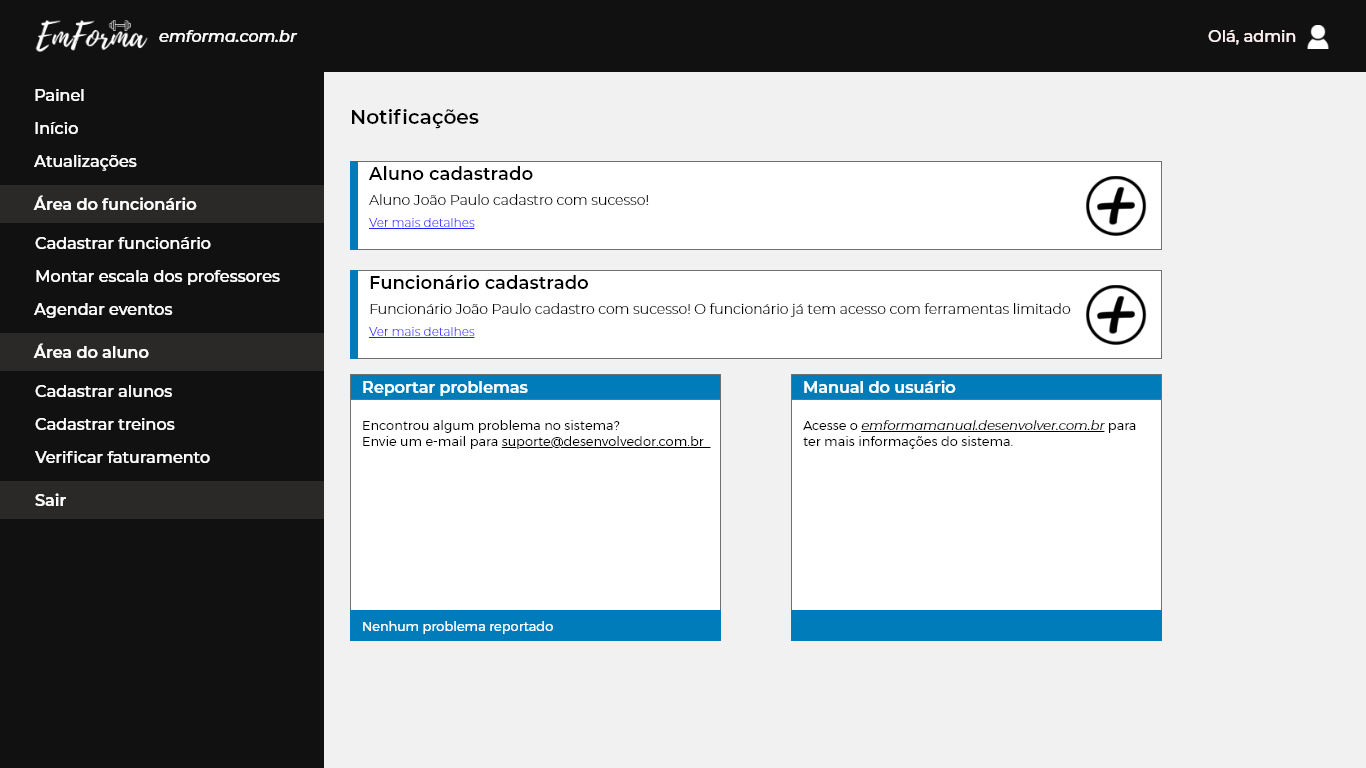 EmForma emforma.com.br
Olá, admin
Painel
Início
Atualizações
Área do funcionário
Cadastrar funcionário
Montar escala dos professores
Agendar eventos
Área do aluno
Cadastrar alunos
Cadastrar treinos
Verificar faturamento
Sair
Notificações
Aluno cadastrado
Aluno João Paulo cadastro com sucesso!
Ver mais detalhes
Funcionário cadastrado
Funcionário João Paulo cadastro com sucesso! O funcionário já tem acesso com ferramentas limitado
Ver mais detalhes
Reportar problemas
Encontrou algum problema no sistema?
Envie um e-mail para suporte@desenvolvedor.com.br
Nenhum problema reportado
Manual do usuário
Acesse o emformamanual.desenvolver.com.br para
ter mais informações do sistema.